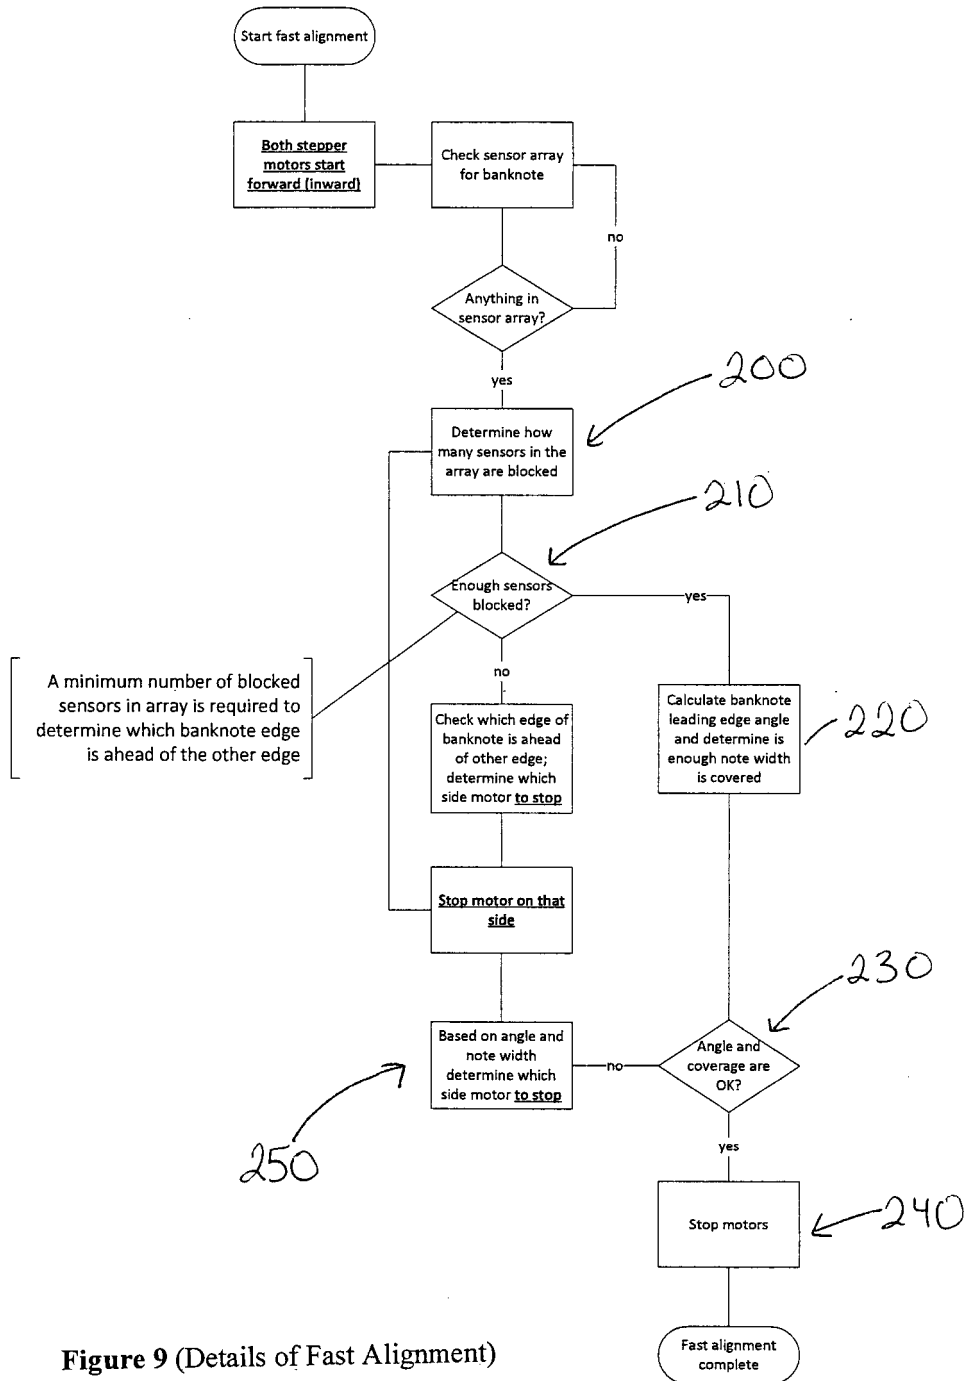 Start fast alignment
Both stepper
motors start
forward (inward)
Check sensor array
for banknote
no
Anything in
sensor array?
yes
200
Determine how
many sensors in the
array are blocked
210
Enough sensors
blocked?
yes
no
A minimum number of blocked
sensors in array is required to
determine which banknote edge
is ahead of the other edge
Check which edge of
banknote is ahead
of other edge;
determine which
side motor to stop
Calculate banknote
leading edge angle
and determine is
enough note width
is covered
220
Stop motor on that
side
230
Based on angle and
note width
determine which
side motor to stop
no
Angle and
coverage are
OK?
250
yes
Stop motors
240
Fast alignment
complete
Figure 9 (Details of Fast Alignment)